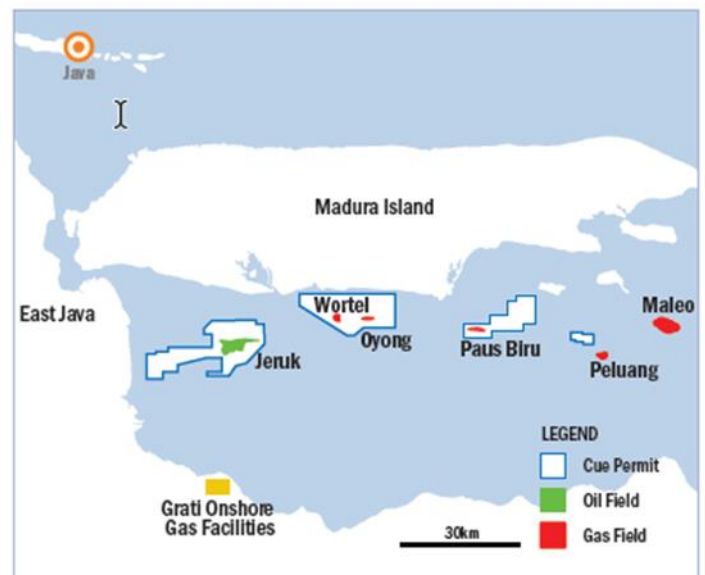 Java
Madura Island
East Java
Wortel
Oyong
Maleo
Jeruk
Paus Biru
Peluang
LEGEND
Cue Permit
Oil Field
Gas Field
Grati Onshore
Gas Facilities
30km